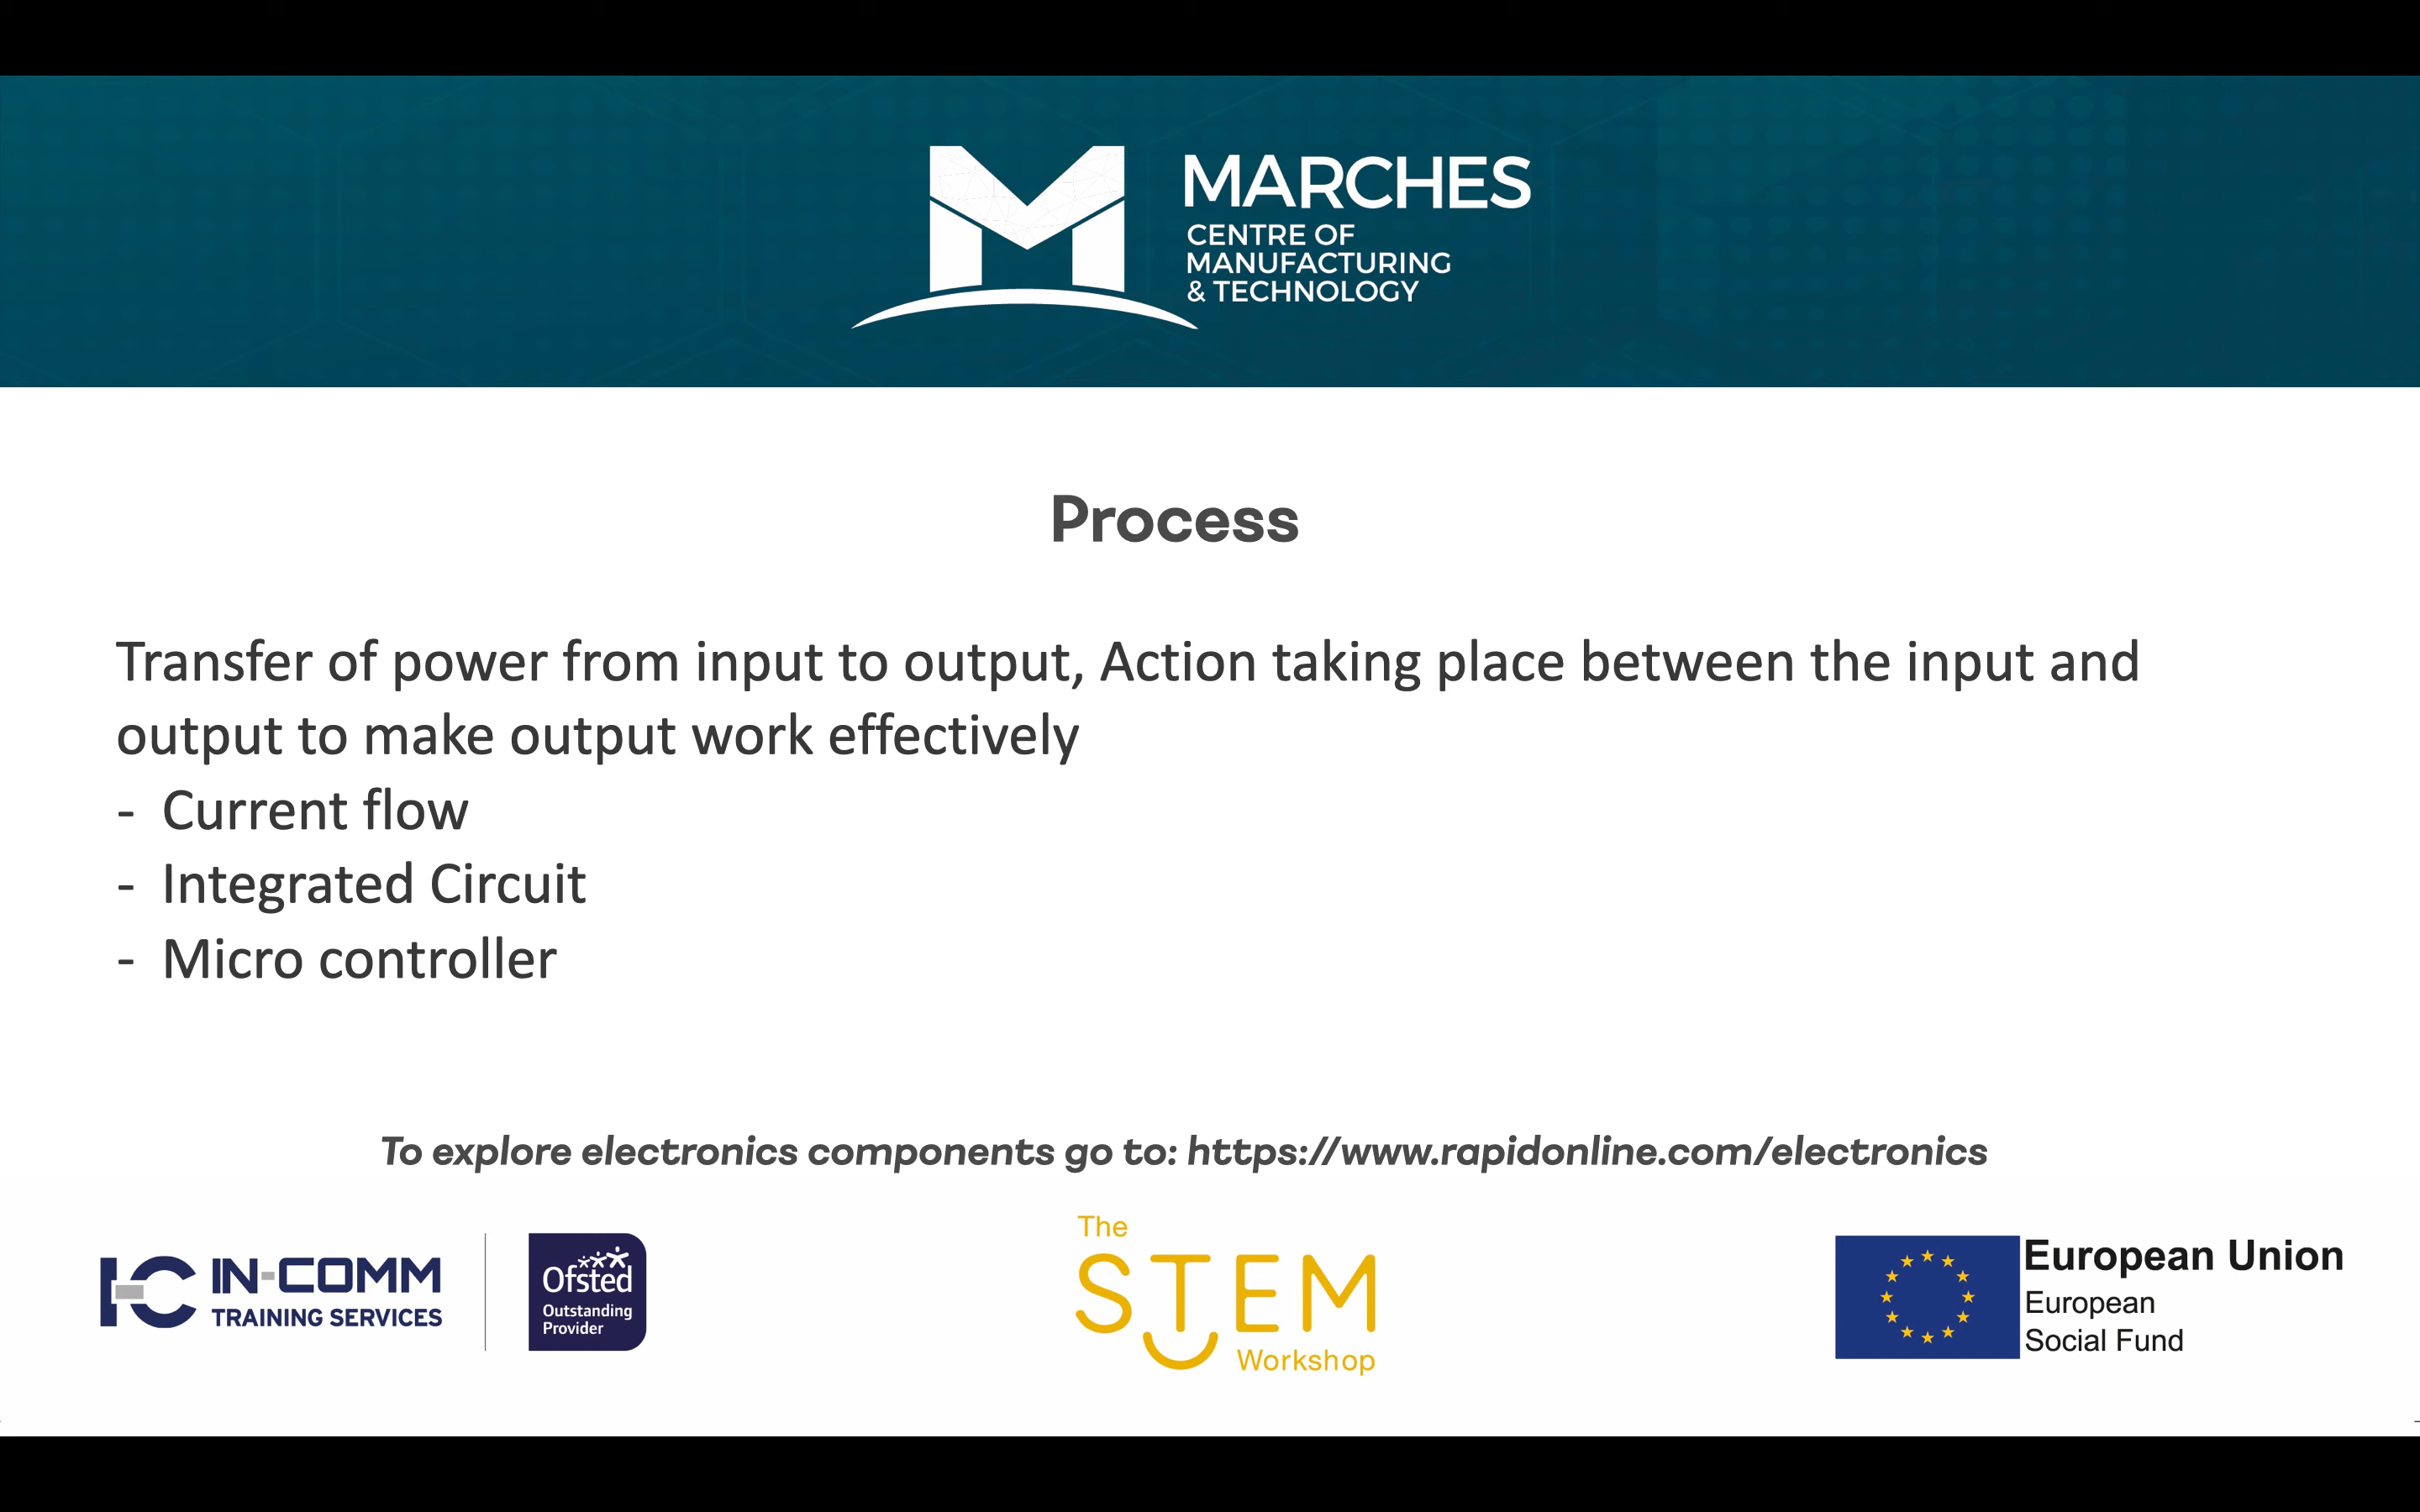 MARCHES
CENTRE OF
MANUFACTURING
& TECHNOLOGY
Process
Transfer of power from input to output, Action taking place between the input and
output to make output work effectively
- Current flow
- Integrated Circuit
- Micro controller
To explore electronics components go to: https://www.rapidonline.com/electronics
IN-COMM
TRAINING SERVICES
Ofsted
Outstanding
Provider
The
STEM
Workshop
European Union
European
Social Fund